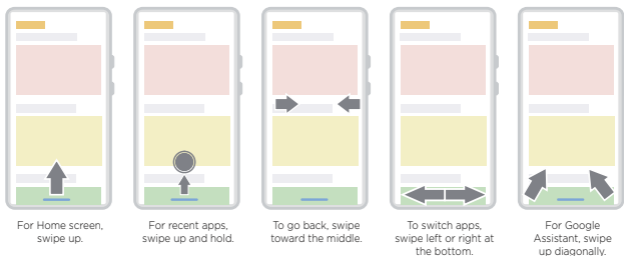 For Home screen,
swipe up.
For recent apps,
swipe up and hold.
To go back, swipe
toward the middle.
To switch apps,
swipe left or right at
the bottom.
For Google
Assistant, swipe
up diagonally.